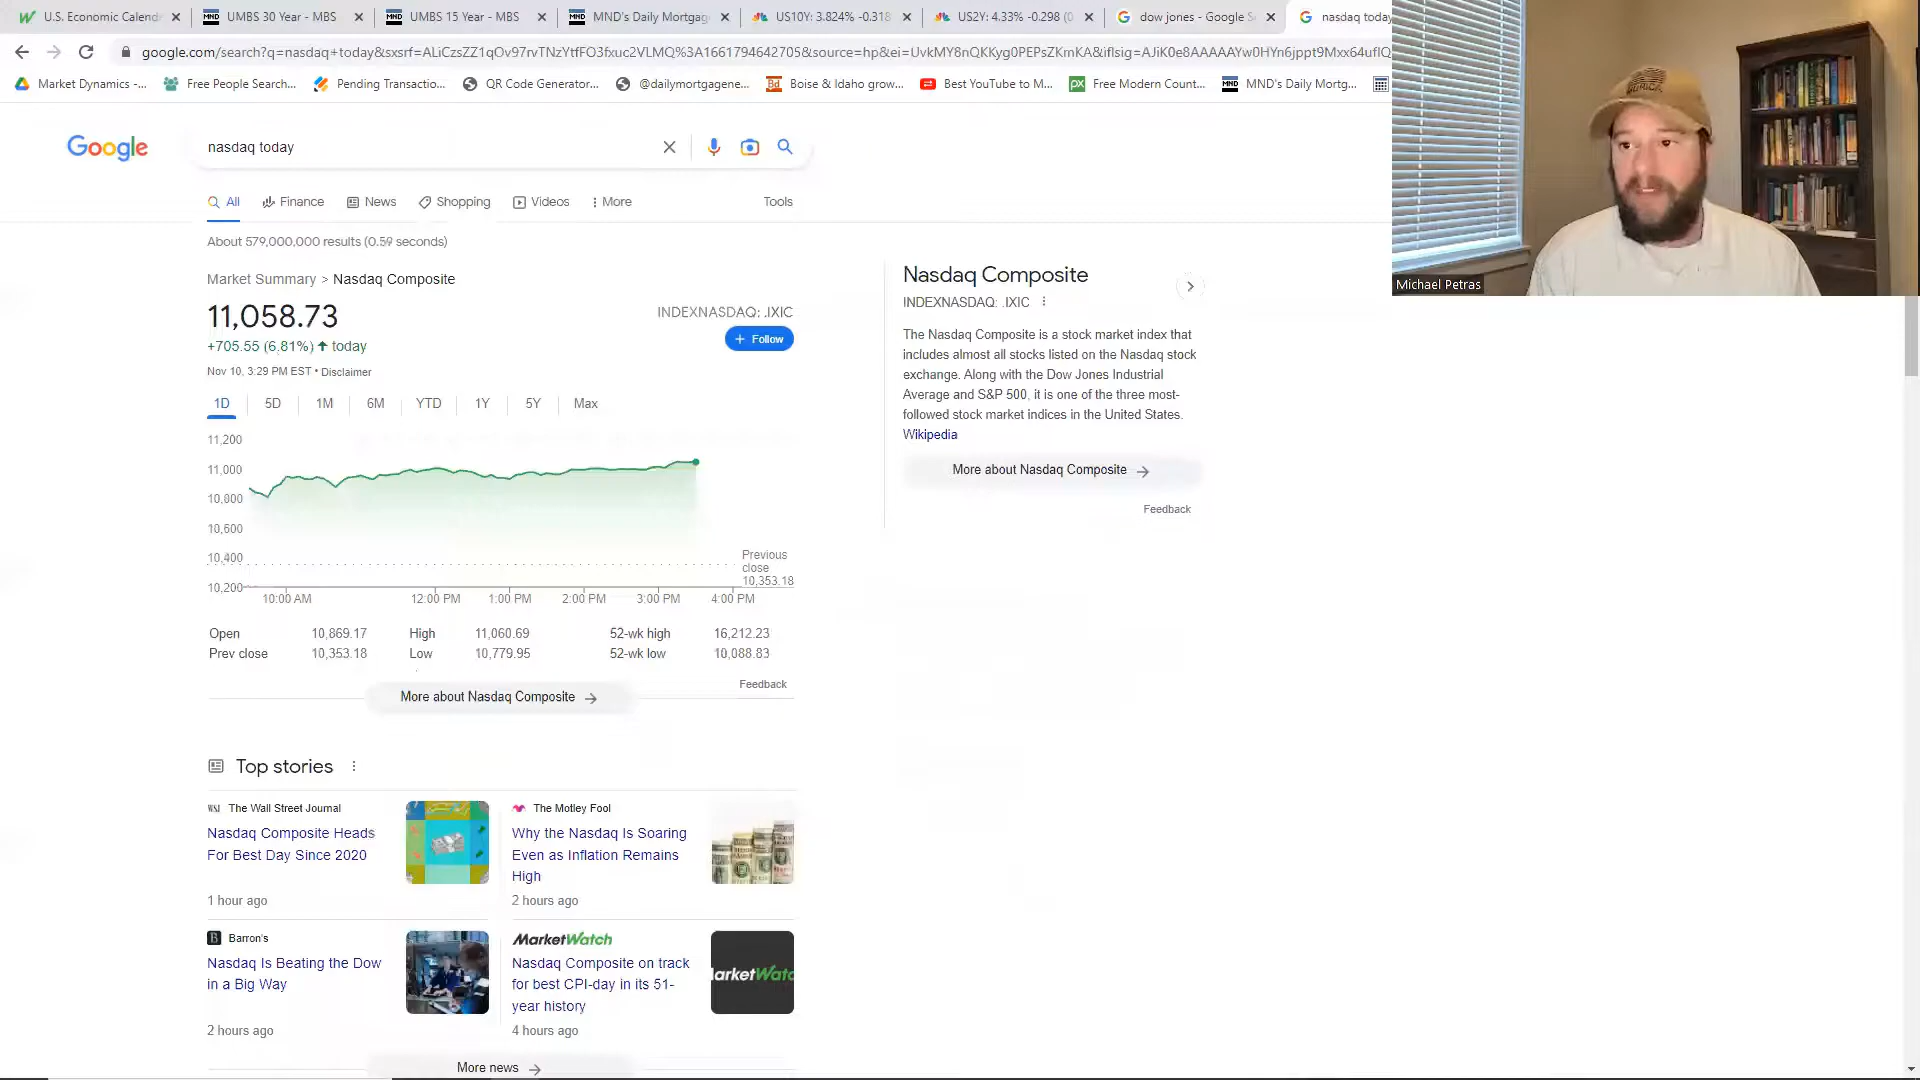 U.S. Economic Calend
UMBS 30 Year - MBS
UMBS 15 Year - MBS
MND's Daily Mortgag
US10Y: 3.824% -0.318
US2Y: 4.33% -0.298 (0
dow jones - Google S
nasdaq today
google.com/search?q=nasdaq+today&sxsrf=ALiCzsZZ1qOv97rvTNzYtfFO3fxuc2VLMQ%3A1661794642705&source=hp&ei=UvkMY8nQKKyg0PEPsZKmKA&iflsig=AJiK0e8AAAAAYw0HYn6jppt9Mxx64uflQ
Market Dynamics -...
Free People Search...
Pending Transactio...
QR Code Generator...
@dailymortgagene...
Boise & Idaho grow...
Best YouTube to M...
Free Modern Count...
MND's Daily Mortg...
Michael Petras
Google
nasdaq today
All
Finance
News
Shopping
Videos
More
Tools
About 579,000,000 results (0.59 seconds)
Market Summary > Nasdaq Composite
11,058.73
INDEXNASDAQ: .IXIC
+705.55 (6.81%) today
+ Follow
Nov 10, 3:29 PM EST • Disclaimer
1D
5D
1M
6M
YTD
1Y
5Y
Max
11,200
11,000
10,800
10,600
10,400
10,200
Previous
close
10,353.18
10:00 AM
12:00 PM
1:00 PM
2:00 PM
3:00 PM
4:00 PM
Open 10,869.17 High 11,060.69 52-wk high 16,212.23
Prev close 10,353.18 Low 10,779.95 52-wk low 10,088.83
Feedback
More about Nasdaq Composite
Nasdaq Composite
INDEXNASDAQ: .IXIC
The Nasdaq Composite is a stock market index that
includes almost all stocks listed on the Nasdaq stock
exchange. Along with the Dow Jones Industrial
Average and S&P 500, it is one of the three most-
followed stock market indices in the United States.
Wikipedia
More about Nasdaq Composite
Feedback
Top stories
The Wall Street Journal
Nasdaq Composite Heads
For Best Day Since 2020
1 hour ago
The Motley Fool
Why the Nasdaq Is Soaring
Even as Inflation Remains
High
2 hours ago
Barron's
Nasdaq Is Beating the Dow
in a Big Way
2 hours ago
MarketWatch
Nasdaq Composite on track
for best CPI-day in its 51-
year history
4 hours ago
arketWatc
More news